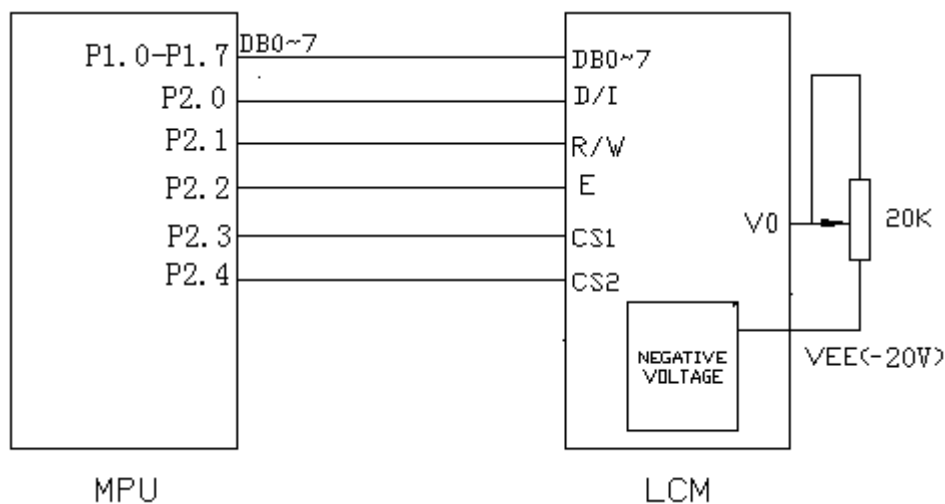 P1.0-P1.7
P2.0
P2.1
P2.2
P2.3
P2.4
DB0~7
DB0~7
D/I
R/W
E
CS1
CS2
V0
20K
NEGATIVE
VOLTAGE
VEE(-20V)
MPU
LCM